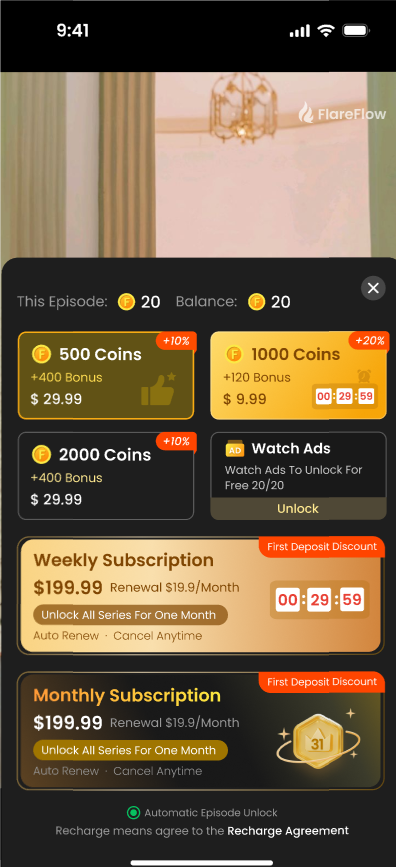 9:41
FlareFlow
This Episode: F 20 Balance: F 20
+10%
F 500 Coins
+400 Bonus
$ 29.99
+20%
F 1000 Coins
+120 Bonus
$ 9.99
00:29:59
+10%
F 2000 Coins
+400 Bonus
$ 29.99
AD Watch Ads
Watch Ads To Unlock For
Free 20/20
Unlock
First Deposit Discount
Weekly Subscription
$199.99 Renewal $19.9/Month
00:29:59
Unlock All Series For One Month
Auto Renew · Cancel Anytime
First Deposit Discount
Monthly Subscription
$199.99 Renewal $19.9/Month
31
Unlock All Series For One Month
Auto Renew · Cancel Anytime
Automatic Episode Unlock
Recharge means agree to the Recharge Agreement